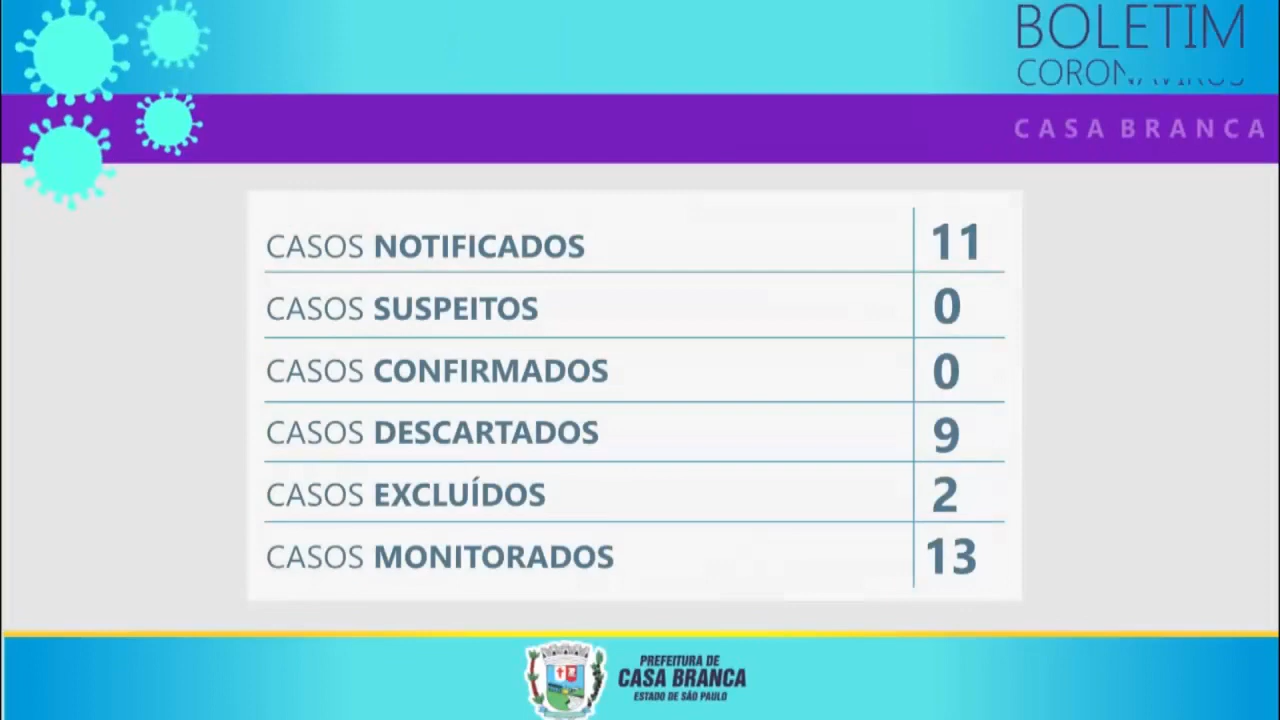 BOLETIM
CORONAVÍRUS
CASA BRANCA
CASOS NOTIFICADOS 11
CASOS SUSPEITOS 0
CASOS CONFIRMADOS 0
CASOS DESCARTADOS 9
CASOS EXCLUÍDOS 2
CASOS MONITORADOS 13
PREFEITURA DE
CASA BRANCA
ESTADO DE SÃO PAULO